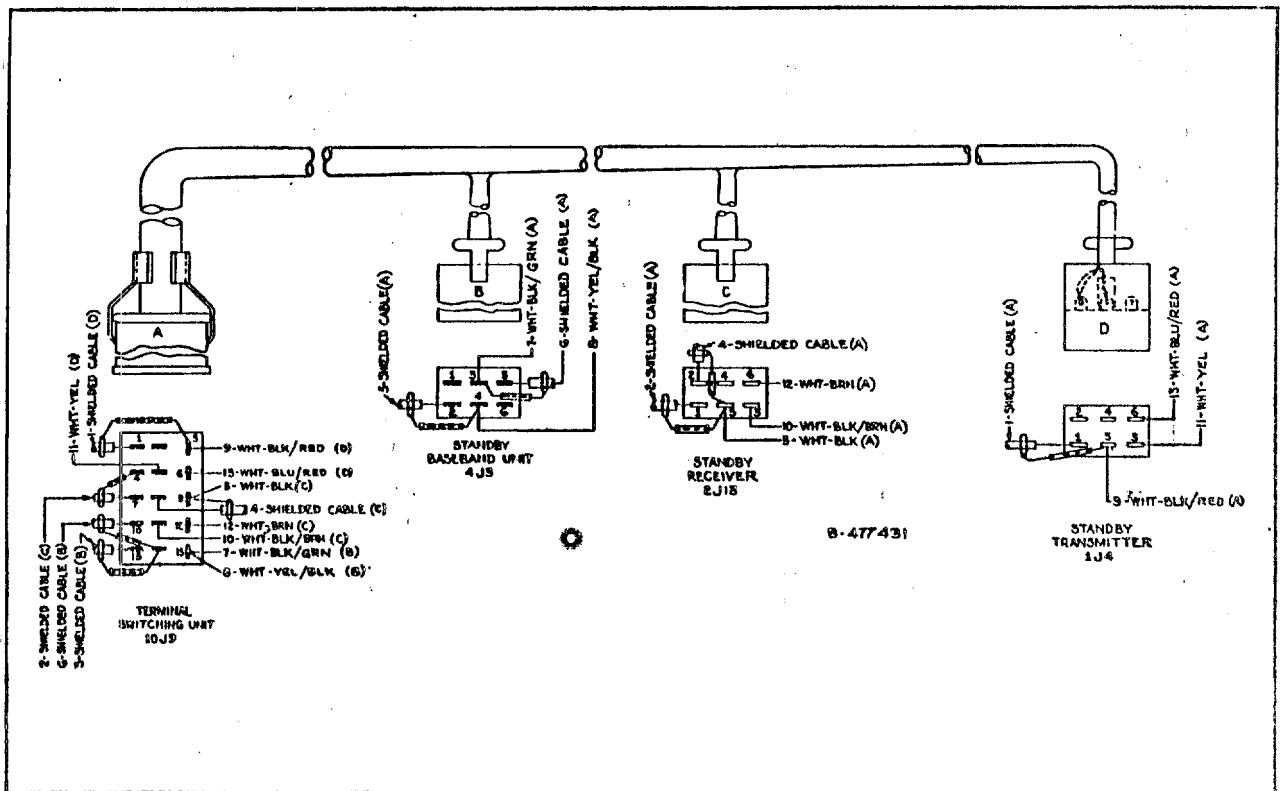 A
B
C
D
1-SHIELDED CABLE (D)
11-WHT-YEL (D)
9-WHT-BLK/RED (D)
13-WHT-BLU/RED (D)
3-WHT-BLK(C)
4-SHIELDED CABLE (C)
12-WHT-BRN (C)
10-WHT-BLK/BRN (C)
7-WHT-BLK/GRN (B)
8-WHT-YEL/BLK (B)
2-SHIELDED CABLE (C)
6-SHIELDED CABLE (B)
5-SHIELDED CABLE (B)
TERMINAL
SWITCHING UNIT
10J9
5-SHIELDED CABLE(A)
7-WHT-BLK/GRN (A)
6-SHIELDED CABLE (A)
8-WHT-YEL/BLK (A)
STANDBY
BASEBAND UNIT
2-SHIELDED CABLE(A)
4-SHIELDED CABLE(A)
12-WHT-BRN(A)
10-WHT-BLK/BRN(A)
3-WHT-BLK (A)
STANDBY
RECEIVER
B-477431
1-SHIELDED CABLE (A)
13-WHT-BLU/RED (A)
11-WHT-YEL (A)
9-WHT-BLK/RED (A)
STANDBY
TRANSMITTER